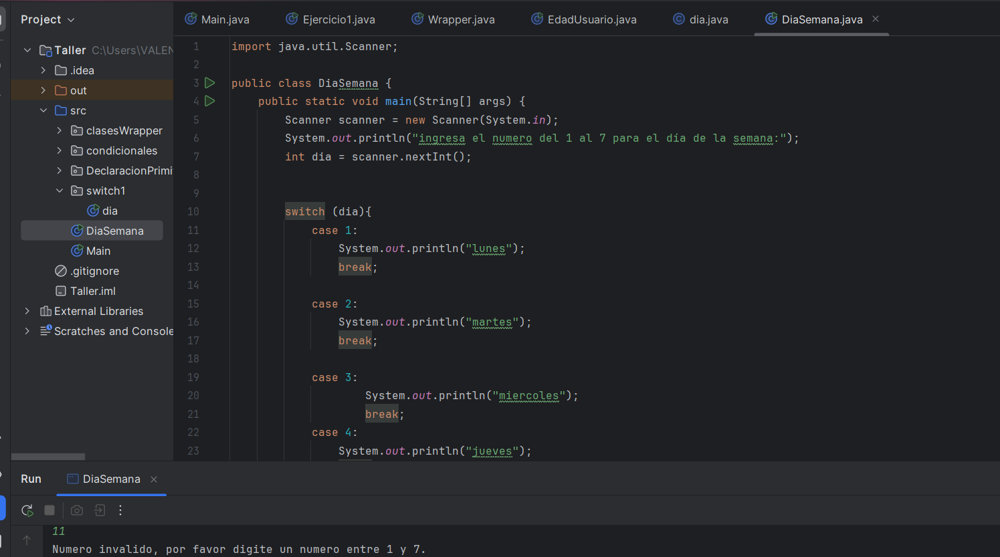 Project
Main.java
Ejercicio1.java
Wrapper.java
EdadUsuario.java
dia.java
DiaSemana.java
Taller C:\Users\VALEN
.idea
out
src
clasesWrapper
condicionales
DeclaracionPrimi
switch1
dia
DiaSemana
Main
.gitignore
Taller.iml
External Libraries
Scratches and Console
1 import java.util.Scanner;
2
3 public class DiaSemana {
4 public static void main(String[] args) {
5 Scanner scanner = new Scanner(System.in);
6 System.out.println("ingresa el numero del 1 al 7 para el día de la semana:");
7 int dia = scanner.nextInt();
8
9
10 switch (dia){
11 case 1:
12 System.out.println("lunes");
13 break;
14
15 case 2:
16 System.out.println("martes");
17 break;
18
19 case 3:
20 System.out.println("miercoles");
21 break;
22 case 4:
23 System.out.println("jueves");
Run
DiaSemana
11
Numero invalido, por favor digite un numero entre 1 y 7.